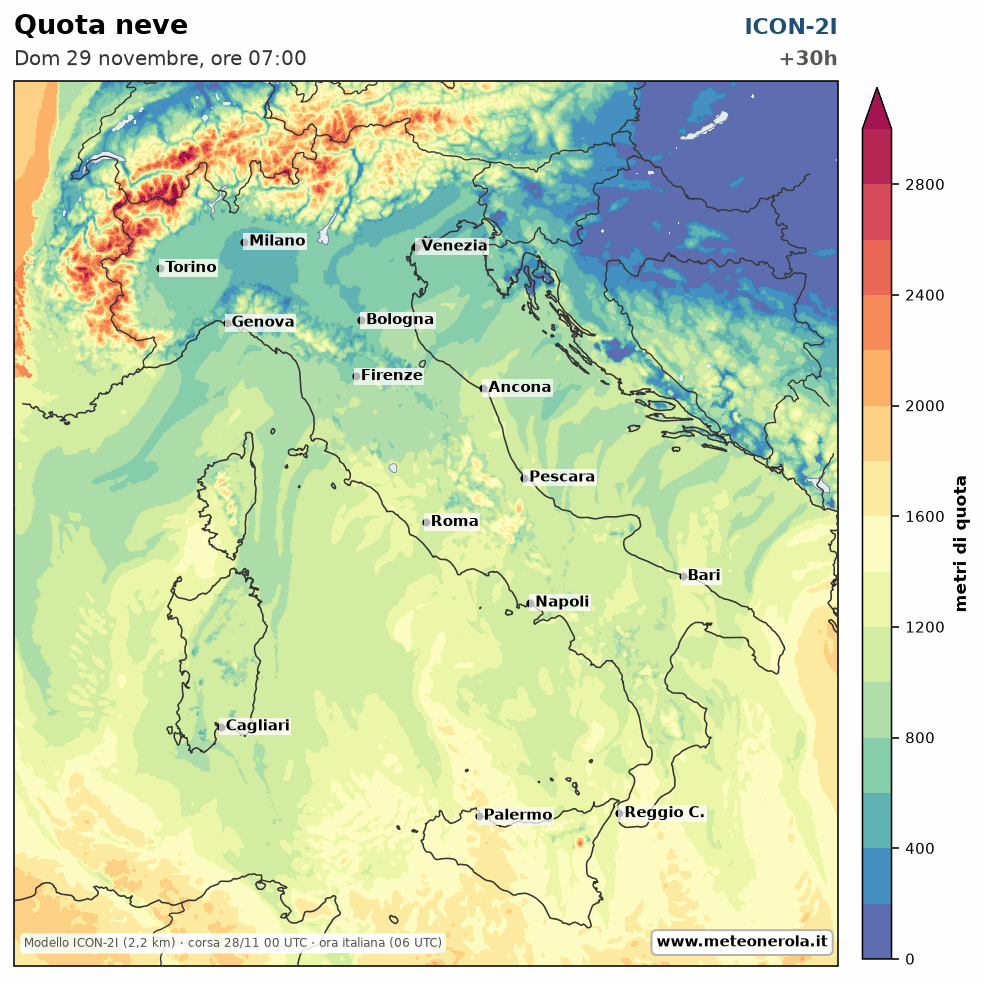 Quota neve
ICON-2I
Dom 29 novembre, ore 07:00
+30h
Milano
Venezia
Torino
Genova
Bologna
Firenze
Ancona
Pescara
Roma
Bari
Napoli
Cagliari
Palermo
Reggio C.
2800
2400
2000
1600
1200
800
400
0
metri di quota
Modello ICON-2I (2,2 km) · corsa 28/11 00 UTC · ora italiana (06 UTC)
www.meteonerola.it